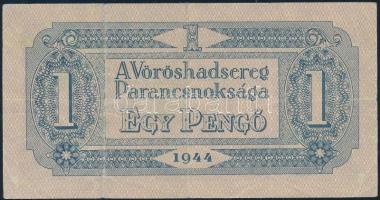 1
A Vöröshadsereg
Parancsnoksága
1 EGY PENGŐ 1
1944